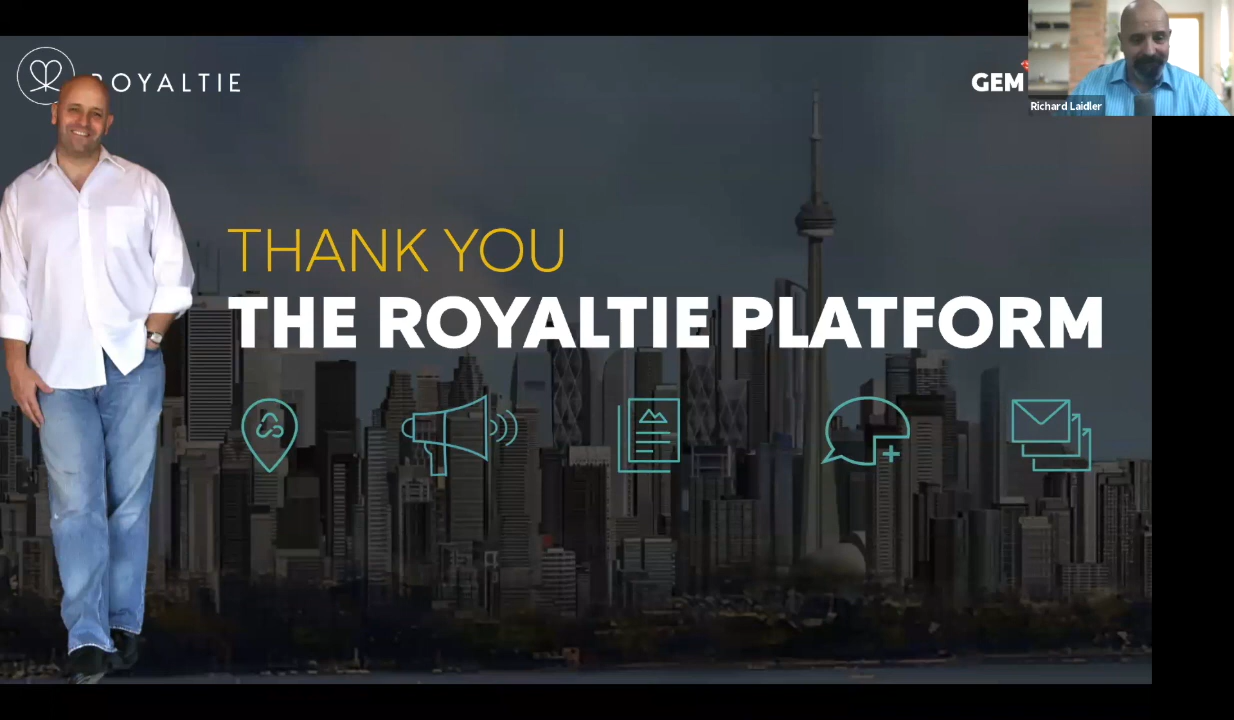 ROYALTIE
GEM
Richard Laidler
THANK YOU
THE ROYALTIE PLATFORM